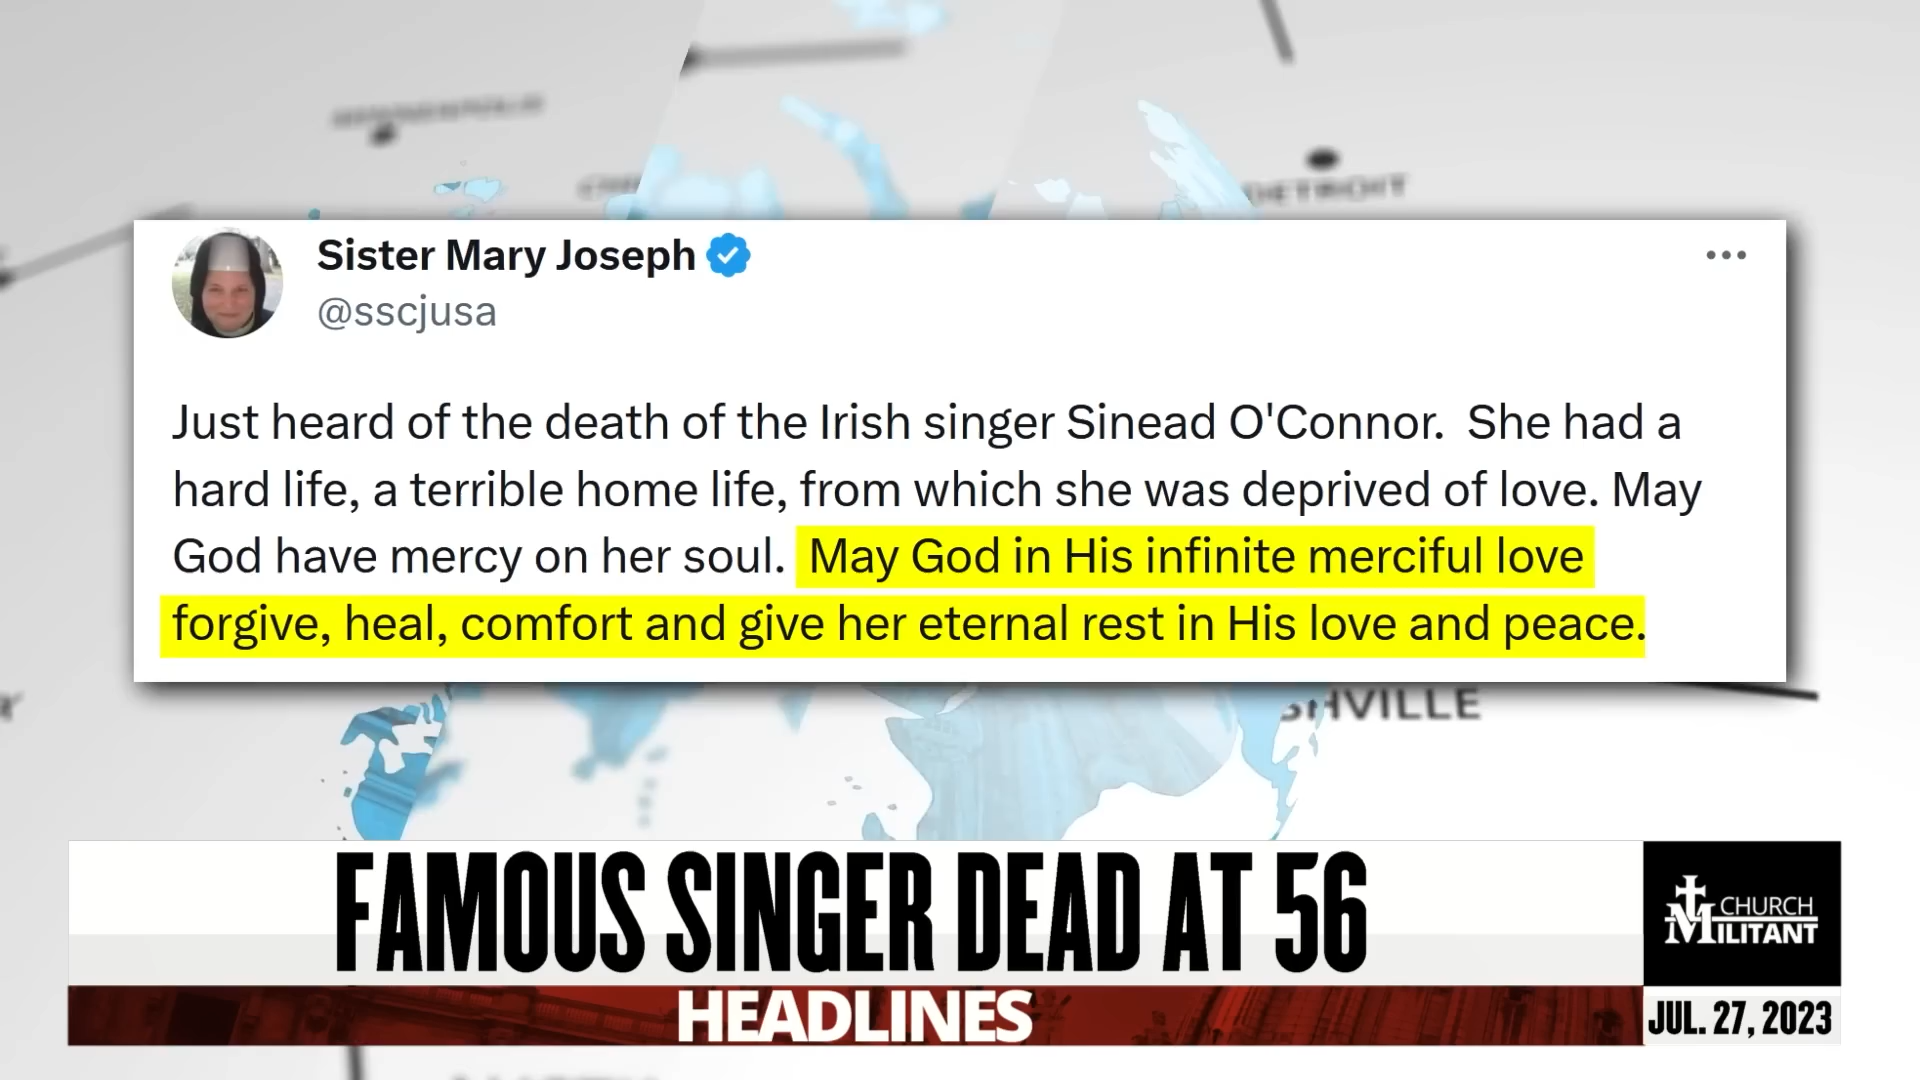 DETROIT
Sister Mary Joseph
@sscjusa
Just heard of the death of the Irish singer Sinead O'Connor.  She had a
hard life, a terrible home life, from which she was deprived of love. May
God have mercy on her soul.  May God in His infinite merciful love
forgive, heal, comfort and give her eternal rest in His love and peace.
SHVILLE
FAMOUS SINGER DEAD AT 56
CHURCH
MILITANT
HEADLINES
JUL. 27, 2023